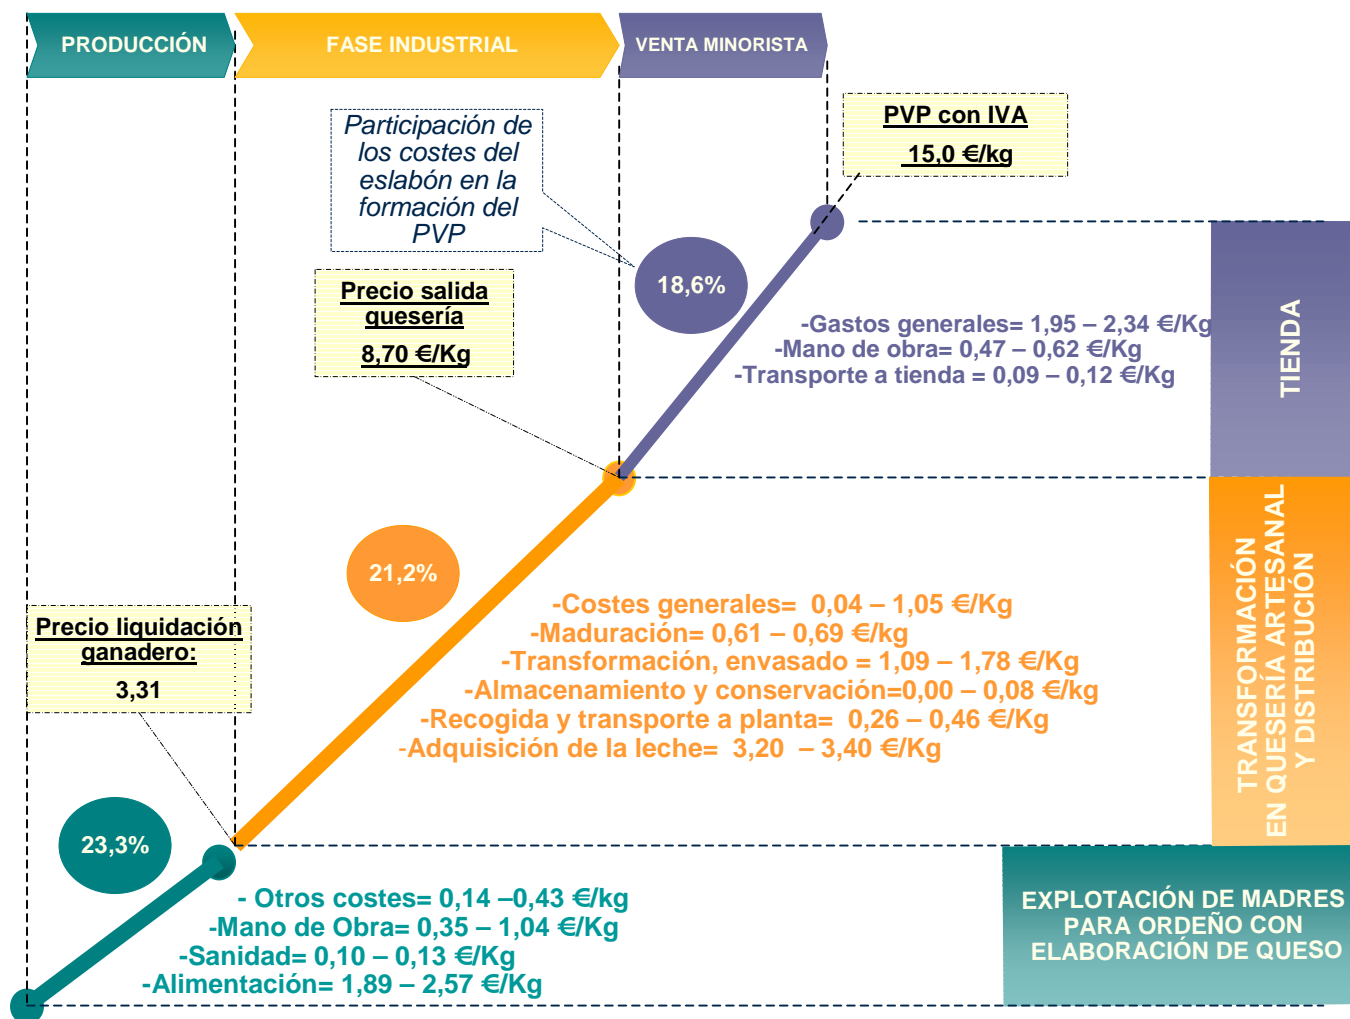 PRODUCCIÓN
FASE INDUSTRIAL
VENTA MINORISTA
Participación de
los costes del
eslabón en la
formación del
PVP
PVP con IVA
15,0 €/kg
18,6%
Precio salida
quesería
8,70 €/Kg
-Gastos generales= 1,95 – 2,34 €/Kg
-Mano de obra= 0,47 – 0,62 €/Kg
-Transporte a tienda = 0,09 – 0,12 €/Kg
TIENDA
21,2%
-Costes generales= 0,04 – 1,05 €/Kg
-Maduración= 0,61 – 0,69 €/kg
-Transformación, envasado = 1,09 – 1,78 €/Kg
-Almacenamiento y conservación=0,00 – 0,08 €/kg
-Recogida y transporte a planta= 0,26 – 0,46 €/Kg
-Adquisición de la leche= 3,20 – 3,40 €/Kg
TRANSFORMACIÓN
EN QUESERÍA ARTESANAL
Y DISTRIBUCIÓN
Precio liquidación
ganadero:
3,31
23,3%
- Otros costes= 0,14 –0,43 €/kg
-Mano de Obra= 0,35 – 1,04 €/Kg
-Sanidad= 0,10 – 0,13 €/Kg
-Alimentación= 1,89 – 2,57 €/Kg
EXPLOTACIÓN DE MADRES
PARA ORDEÑO CON
ELABORACIÓN DE QUESO